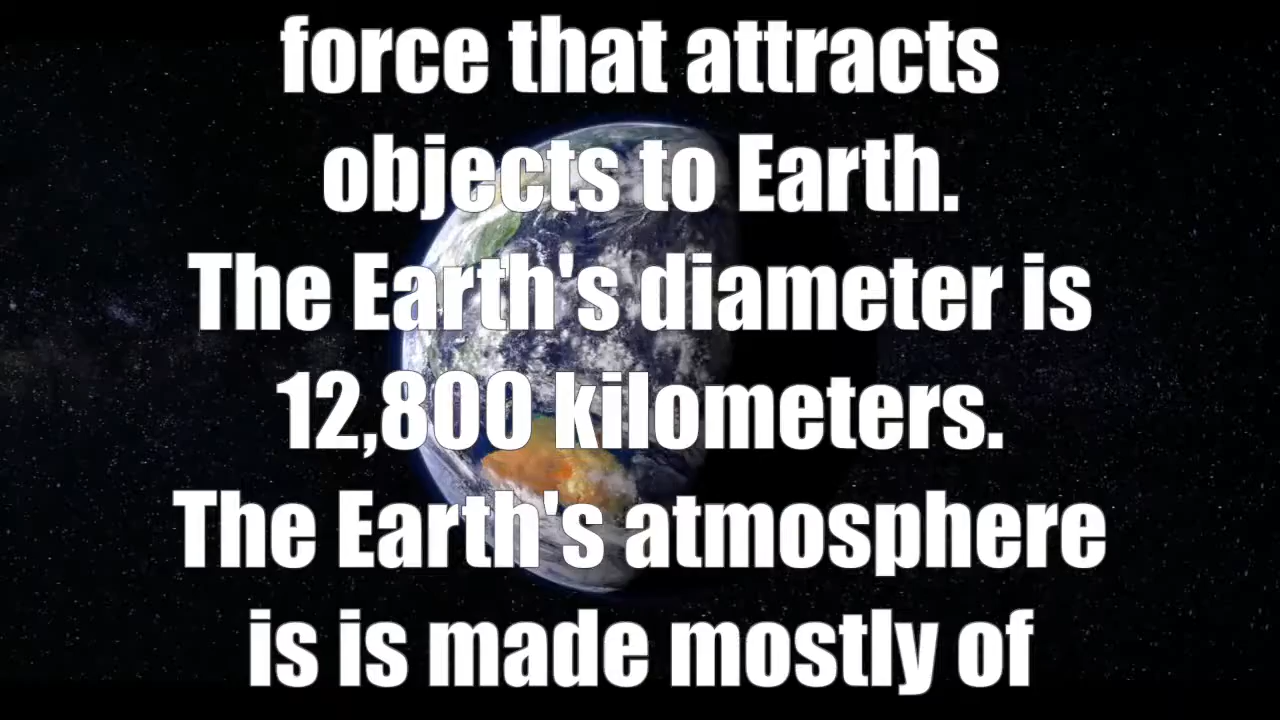 force that attracts
objects to Earth.
The Earth's diameter is
12,800 kilometers.
The Earth's atmosphere
is is made mostly of